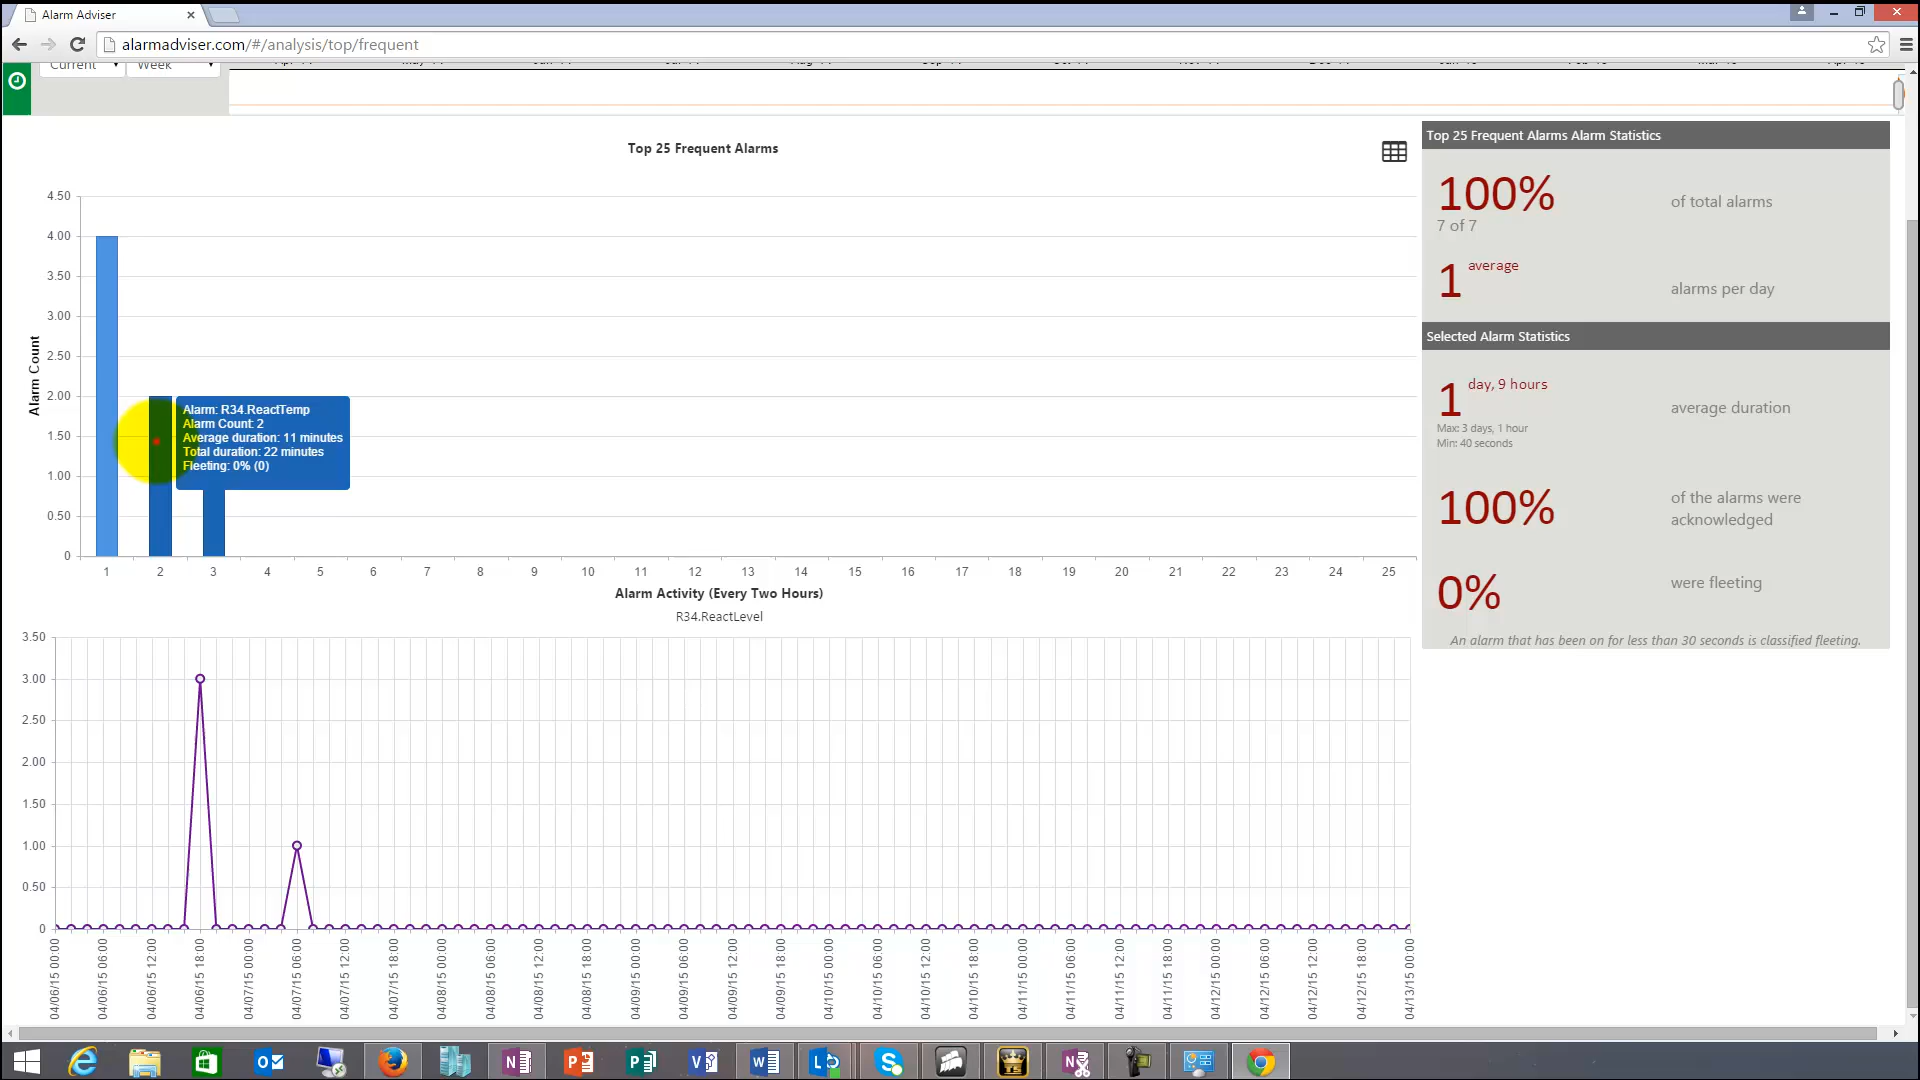 Alarm Adviser
alarmadviser.com/#/analysis/top/frequent
Current
Week
Top 25 Frequent Alarms
Alarm Count
4.50
4.00
3.50
3.00
2.50
2.00
1.50
1.00
0.50
0
Alarm: R34.ReactTemp
Alarm Count: 2
Average duration: 11 minutes
Total duration: 22 minutes
Fleeting: 0% (0)
1 2 3 4 5 6 7 8 9 10 11 12 13 14 15 16 17 18 19 20 21 22 23 24 25
Alarm Activity (Every Two Hours)
R34.ReactLevel
3.50
3.00
2.50
2.00
1.50
1.00
0.50
0
04/06/15 00:00
04/06/15 06:00
04/06/15 12:00
04/06/15 18:00
04/07/15 00:00
04/07/15 06:00
04/07/15 12:00
04/07/15 18:00
04/08/15 00:00
04/08/15 06:00
04/08/15 12:00
04/08/15 18:00
04/09/15 00:00
04/09/15 06:00
04/09/15 12:00
04/09/15 18:00
04/10/15 00:00
04/10/15 06:00
04/10/15 12:00
04/10/15 18:00
04/11/15 00:00
04/11/15 06:00
04/11/15 12:00
04/11/15 18:00
04/12/15 00:00
04/12/15 06:00
04/12/15 12:00
04/12/15 18:00
04/13/15 00:00
Top 25 Frequent Alarms Alarm Statistics
100% of total alarms
7 of 7
1 average alarms per day
Selected Alarm Statistics
1 day, 9 hours average duration
Max: 3 days, 1 hour
Min: 40 seconds
100% of the alarms were
acknowledged
0% were fleeting
An alarm that has been on for less than 30 seconds is classified fleeting.